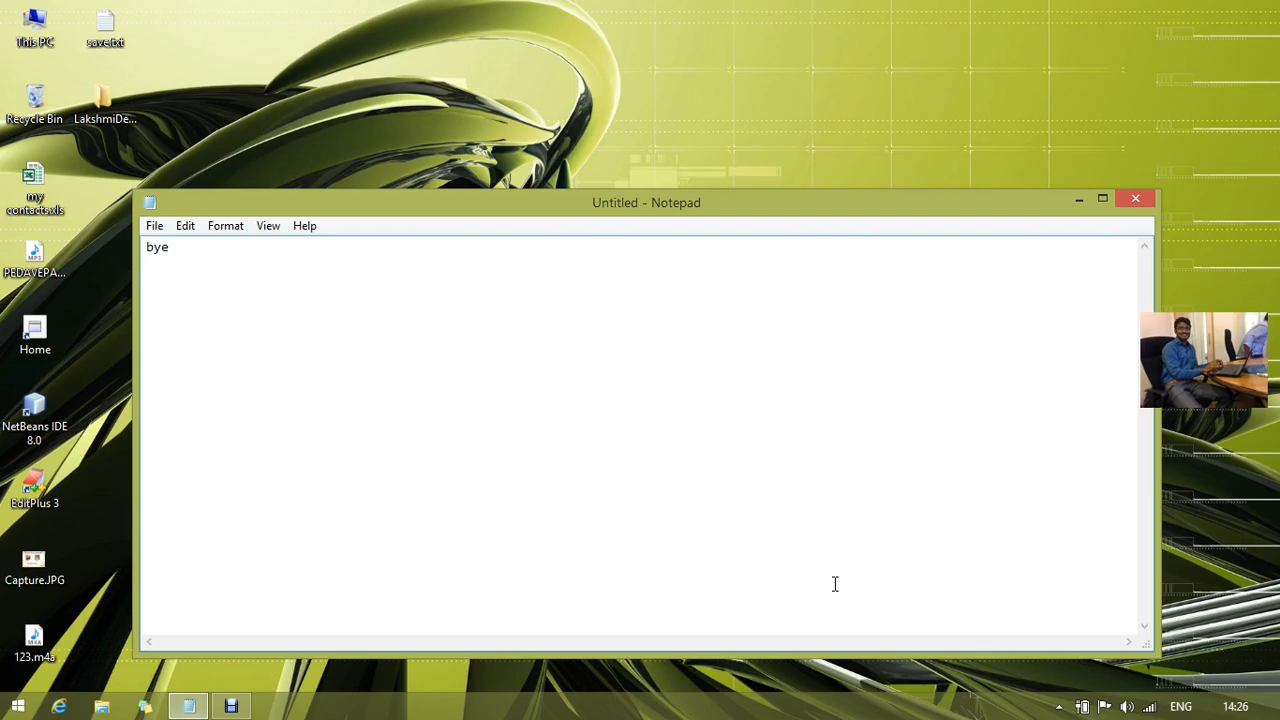 This PC
save.txt
Recycle Bin
LakshmiDe...
my
contacts.xls
PEDAVEPA...
Home
NetBeans IDE
8.0
EditPlus 3
Capture.JPG
123.m4a
Untitled - Notepad
File Edit Format View Help
bye
ENG
14:26